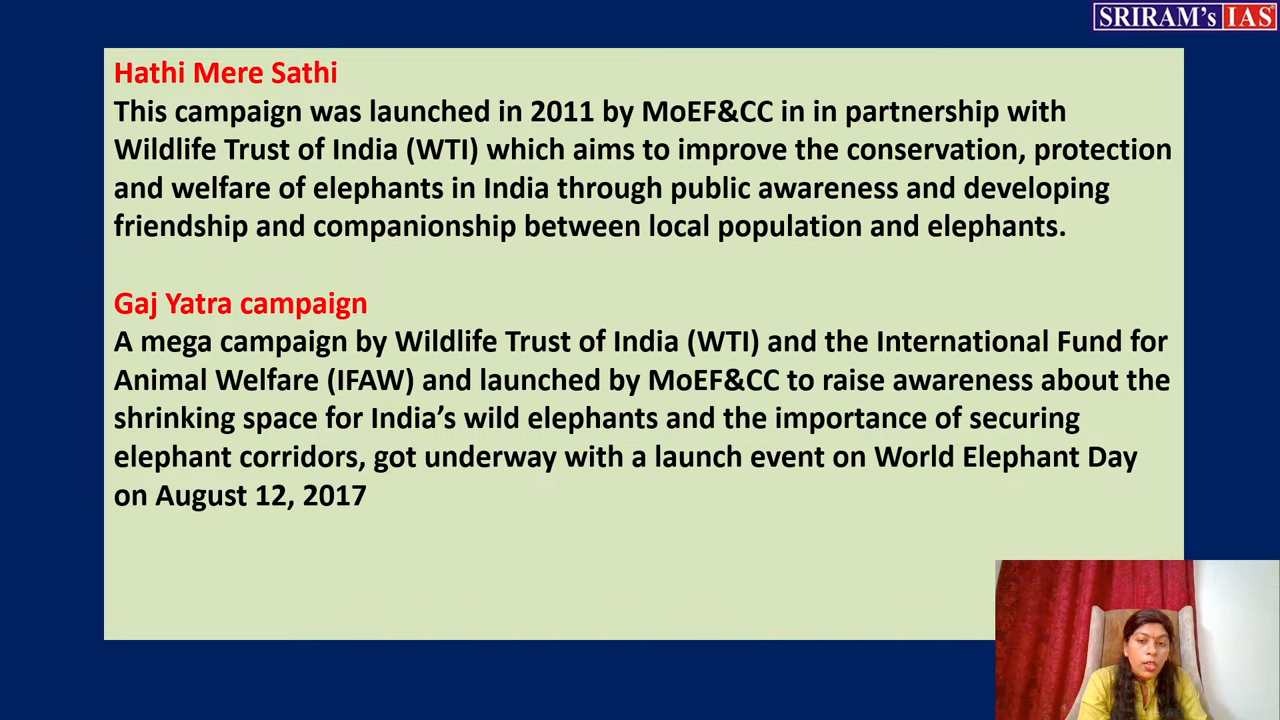 SRIRAM's IAS
Hathi Mere Sathi
This campaign was launched in 2011 by MoEF&CC in in partnership with
Wildlife Trust of India (WTI) which aims to improve the conservation, protection
and welfare of elephants in India through public awareness and developing
friendship and companionship between local population and elephants.
Gaj Yatra campaign
A mega campaign by Wildlife Trust of India (WTI) and the International Fund for
Animal Welfare (IFAW) and launched by MoEF&CC to raise awareness about the
shrinking space for India’s wild elephants and the importance of securing
elephant corridors, got underway with a launch event on World Elephant Day
on August 12, 2017